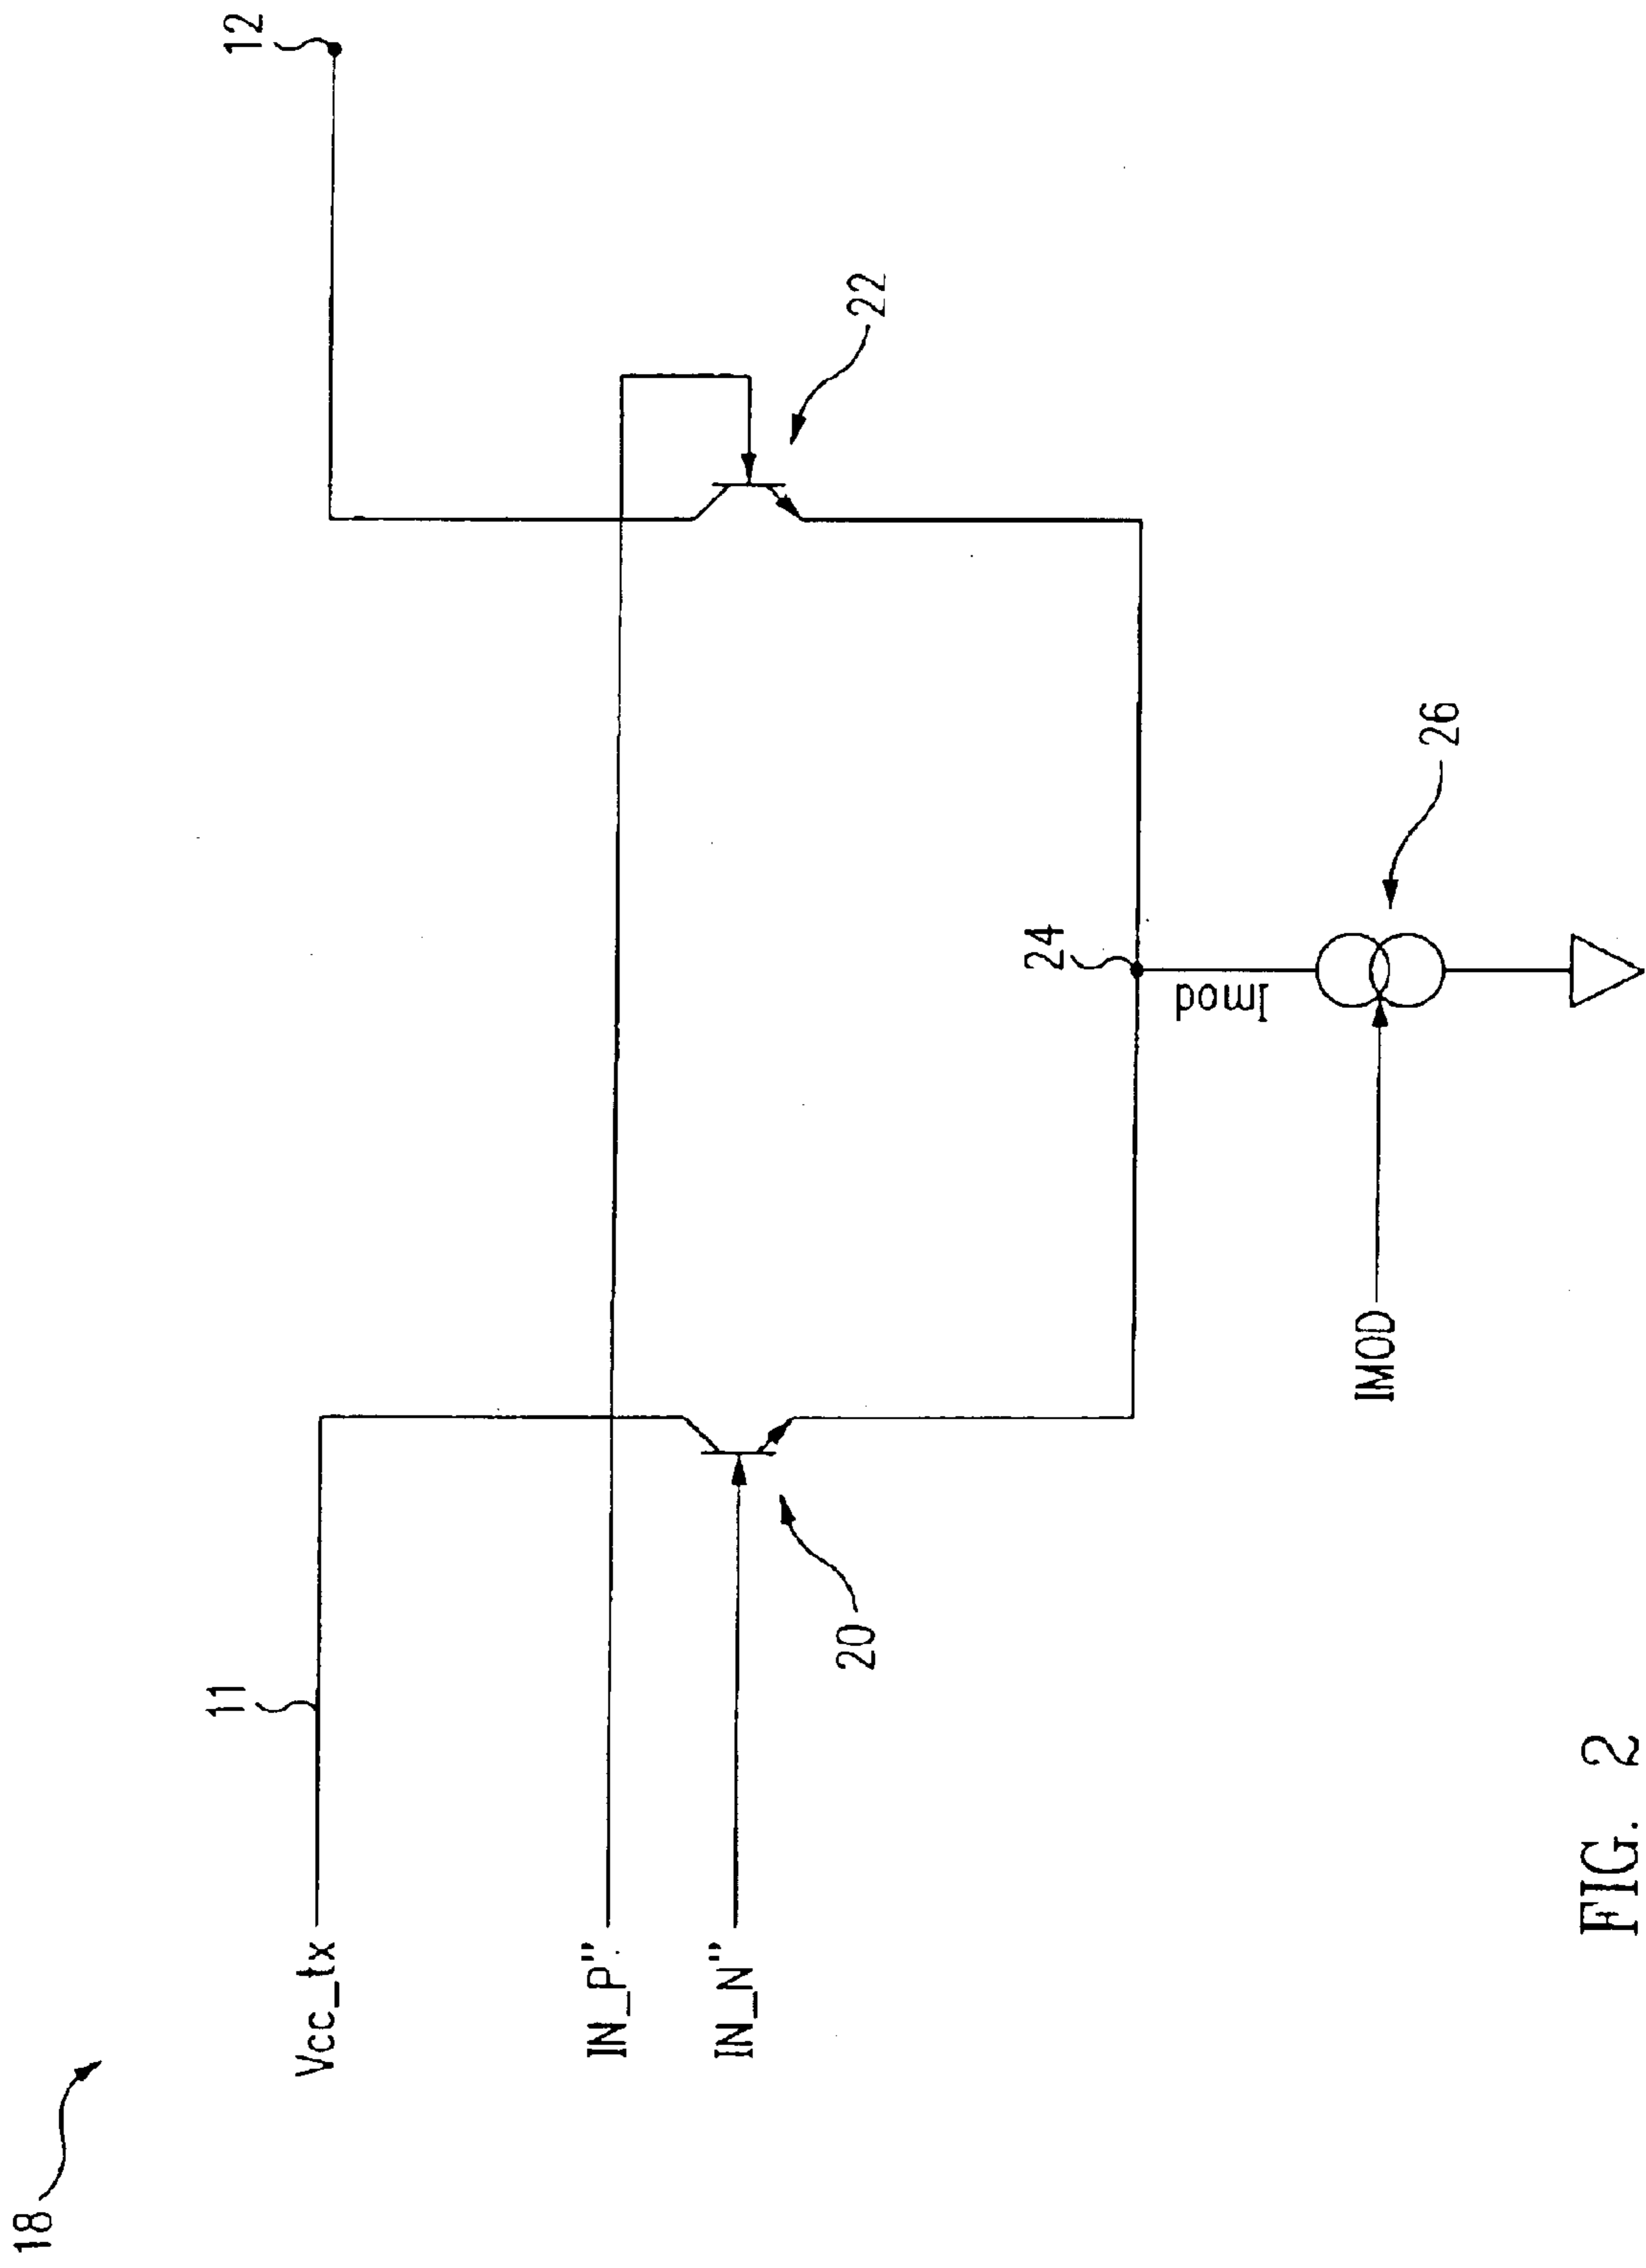 18
Vcc_tx
11
12
IN_P"
IN_N"
20
22
24
Imod
IMOD
26
FIG. 2